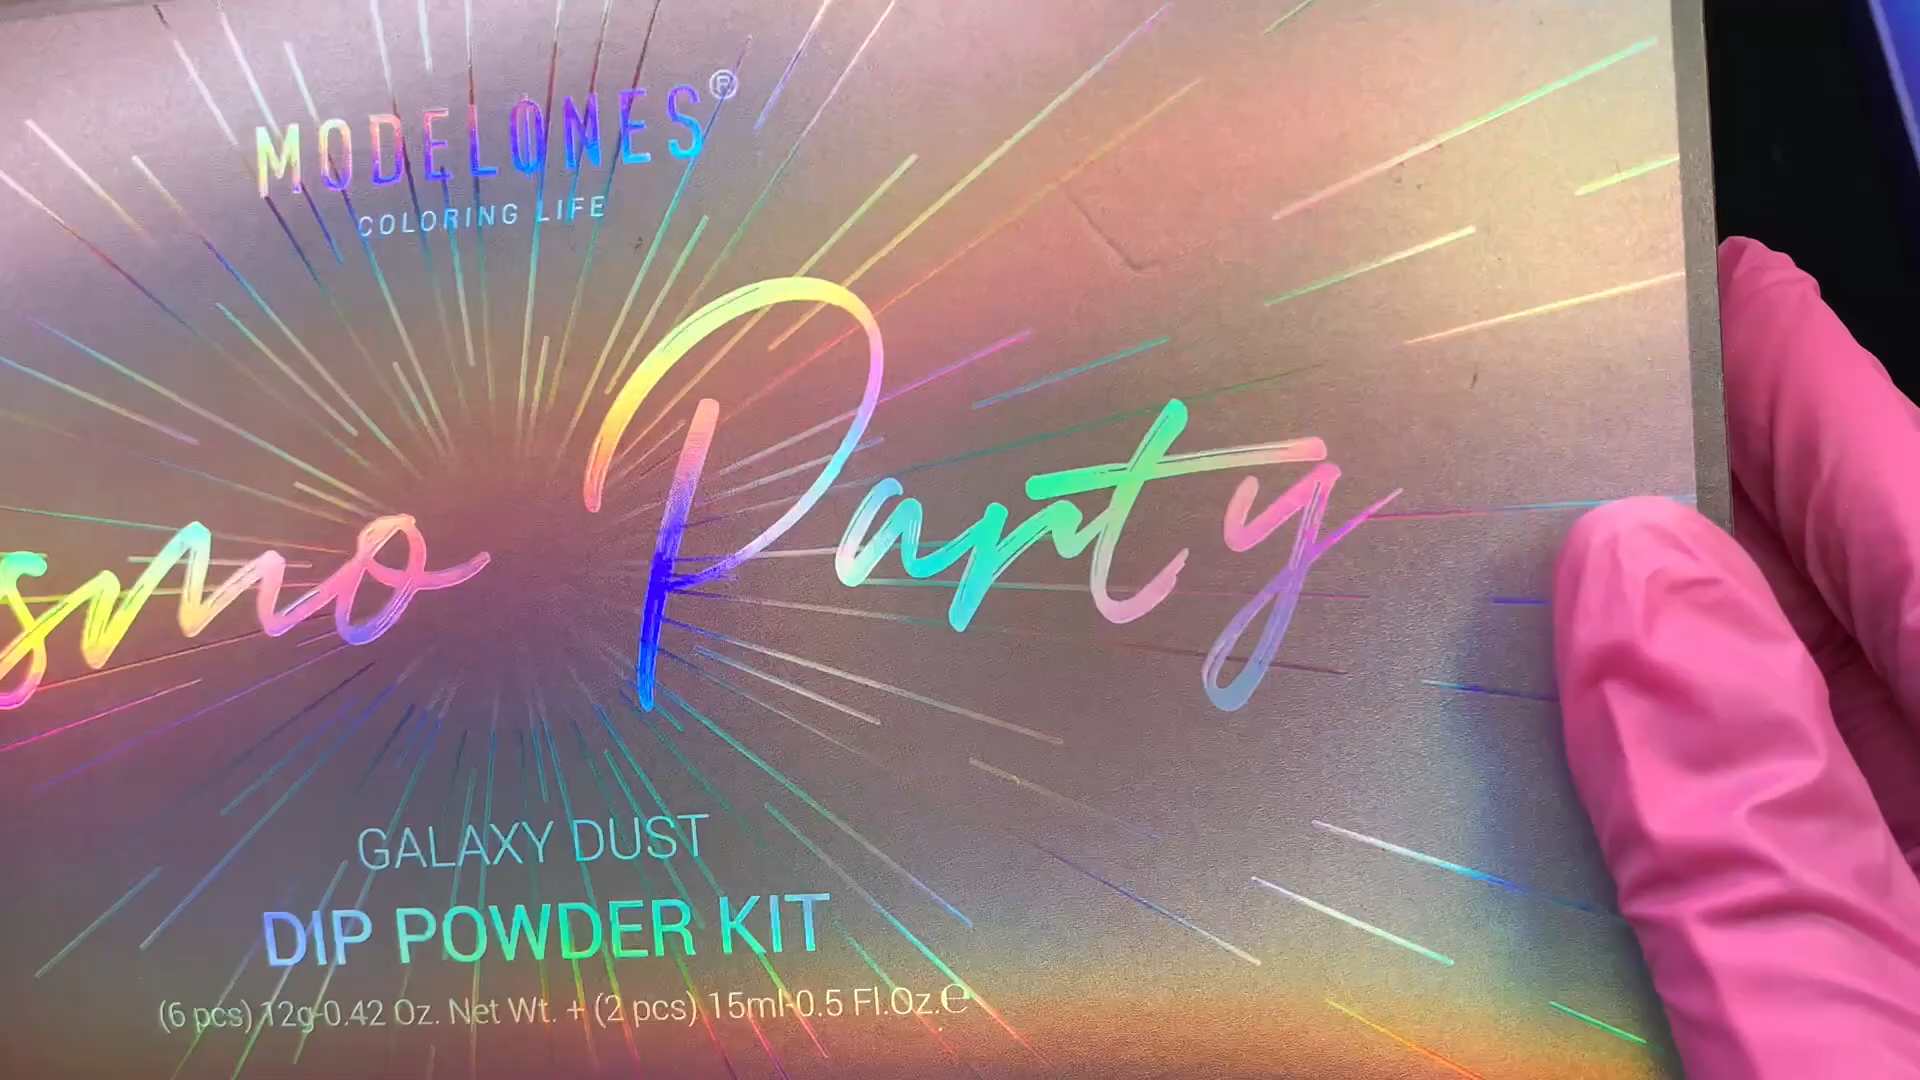 MODELONES®
COLORING LIFE
smo Party
GALAXY DUST
DIP POWDER KIT
(6 pcs) 12g-0.42 Oz. Net Wt. + (2 pcs) 15ml-0.5 Fl.Oz.℮